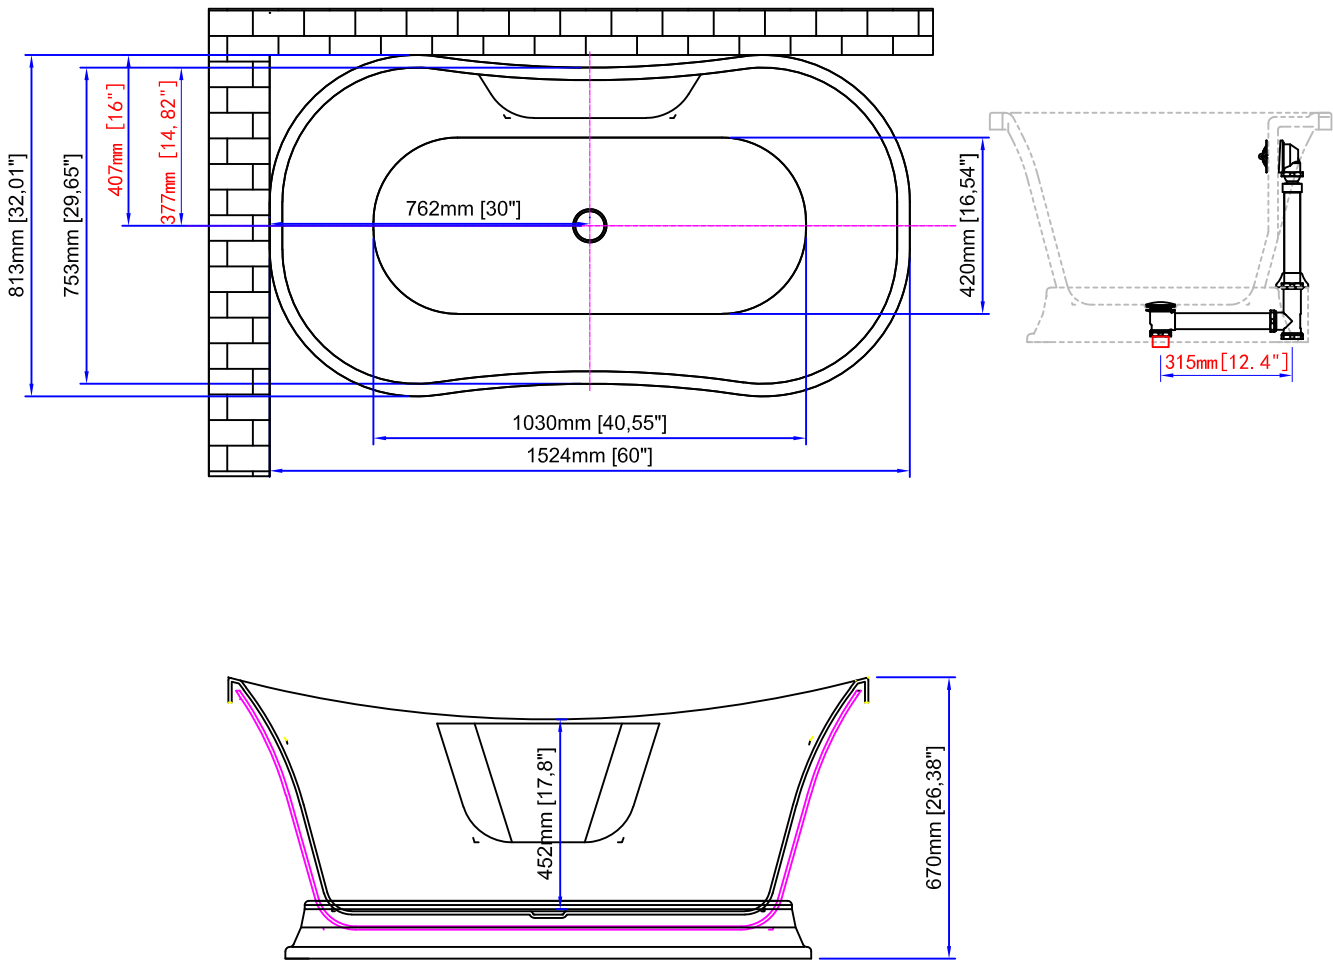 813mm [32,01"]
753mm [29,65"]
407mm [16"]
377mm [14, 82"]
762mm [30"]
420mm [16,54"]
315mm[12. 4"]
1030mm [40,55"]
1524mm [60"]
452mm [17,8"]
670mm [26,38"]